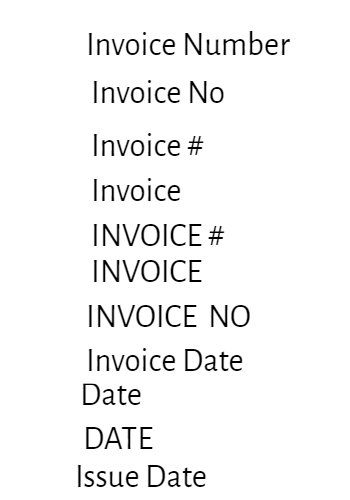 Invoice Number
Invoice No
Invoice #
Invoice
INVOICE #
INVOICE
INVOICE NO
Invoice Date
Date
DATE
Issue Date